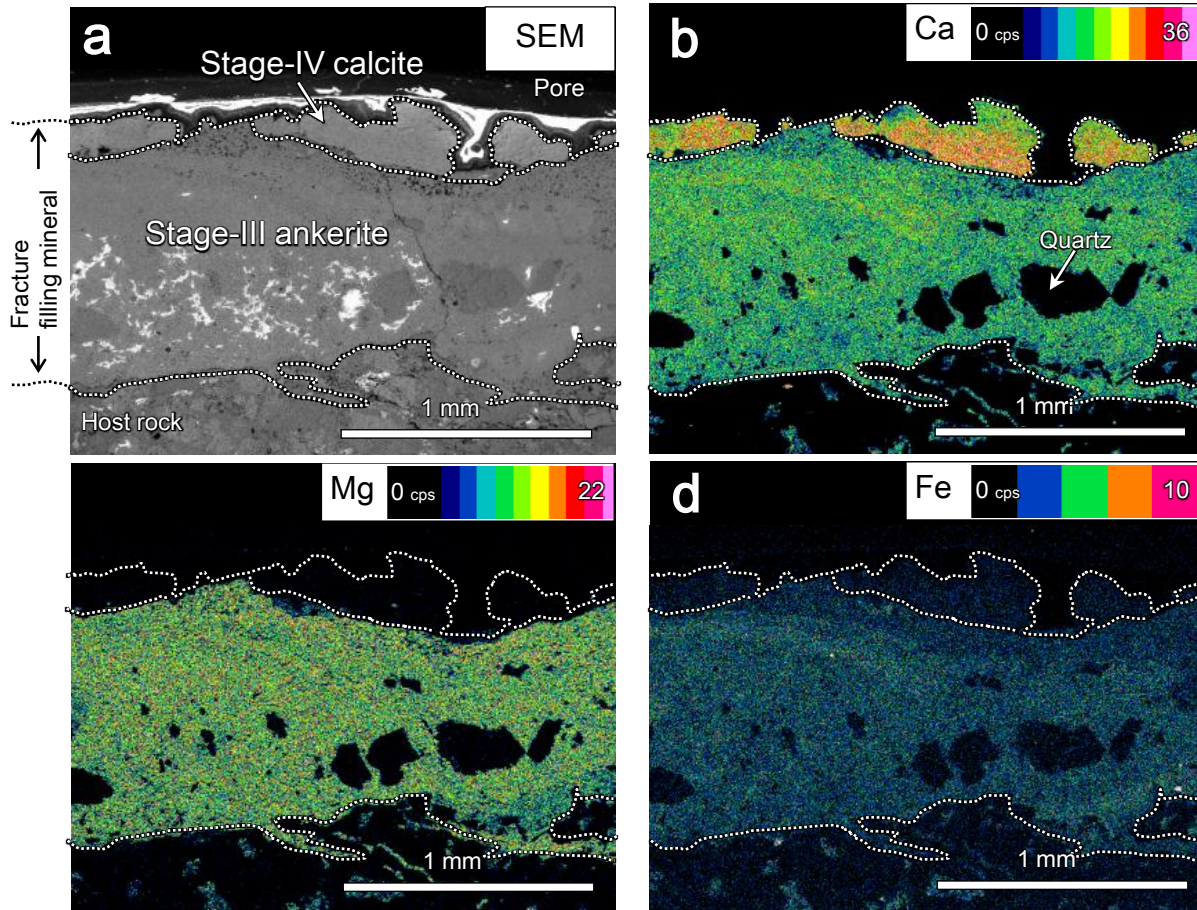 a
SEM
Stage-IV calcite
Pore
Fracture
filling mineral
Stage-III ankerite
Host rock
1 mm
b
Ca
0 cps
36
Quartz
1 mm
Mg
0 cps
22
1 mm
d
Fe
0 cps
10
1 mm